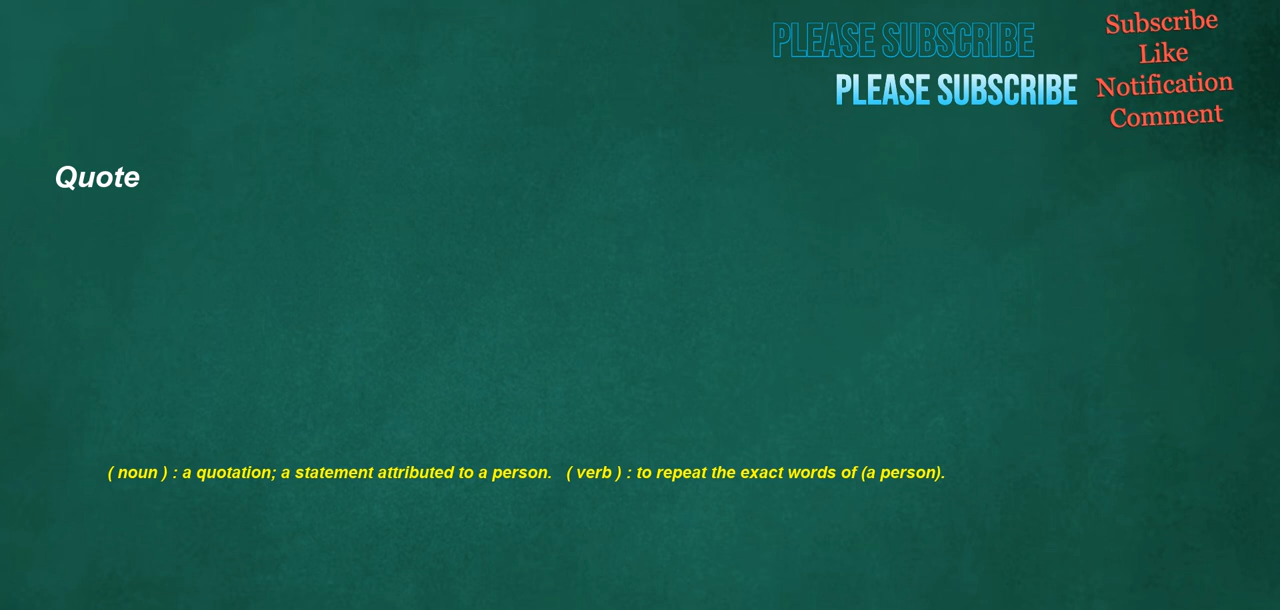 PLEASE SUBSCRIBE
PLEASE SUBSCRIBE
Subscribe
Like
Notification
Comment
Quote
( noun ) : a quotation; a statement attributed to a person.   ( verb ) : to repeat the exact words of (a person).